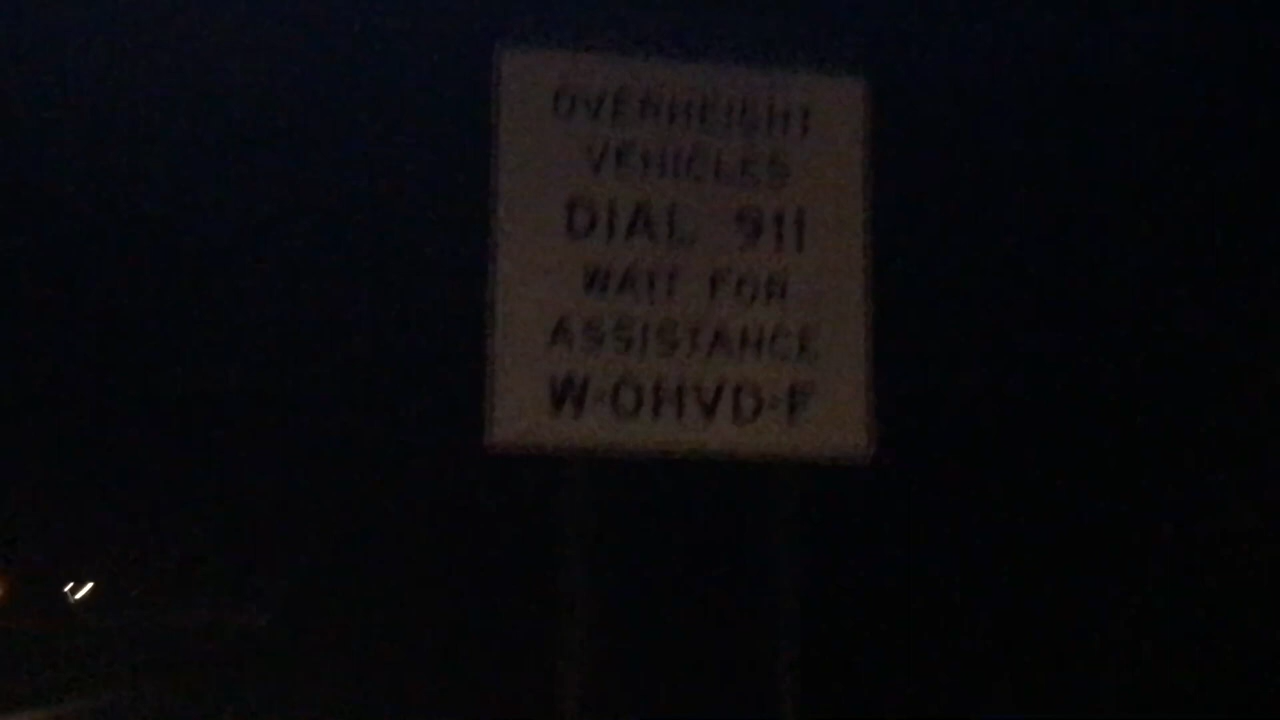 OVERHEIGHT
VEHICLES
DIAL 911
WAIT FOR
ASSISTANCE
W-OHVD-F